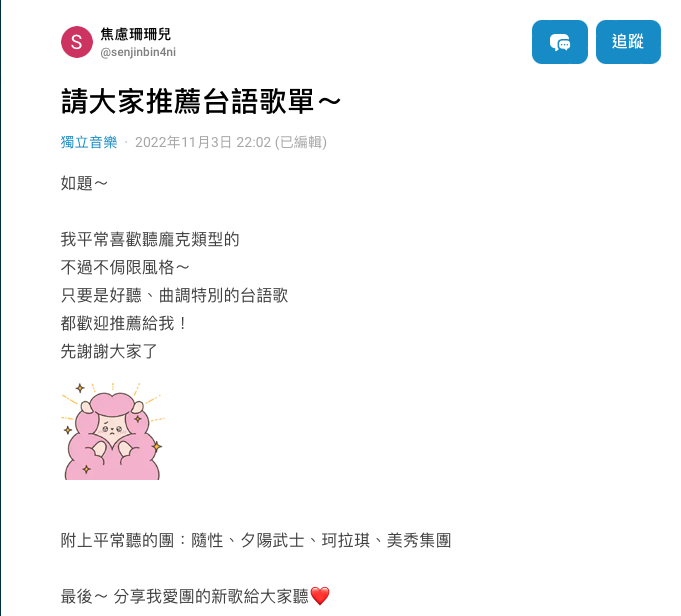 S
焦慮珊珊兒
@senjinbin4ni
追蹤
請大家推薦台語歌單～
獨立音樂 · 2022年11月3日 22:02 (已編輯)
如題～
我平常喜歡聽龐克類型的
不過不侷限風格～
只要是好聽、曲調特別的台語歌
都歡迎推薦給我！
先謝謝大家了
附上平常聽的團：隨性、夕陽武士、珂拉琪、美秀集團
最後～ 分享我愛團的新歌給大家聽❤️